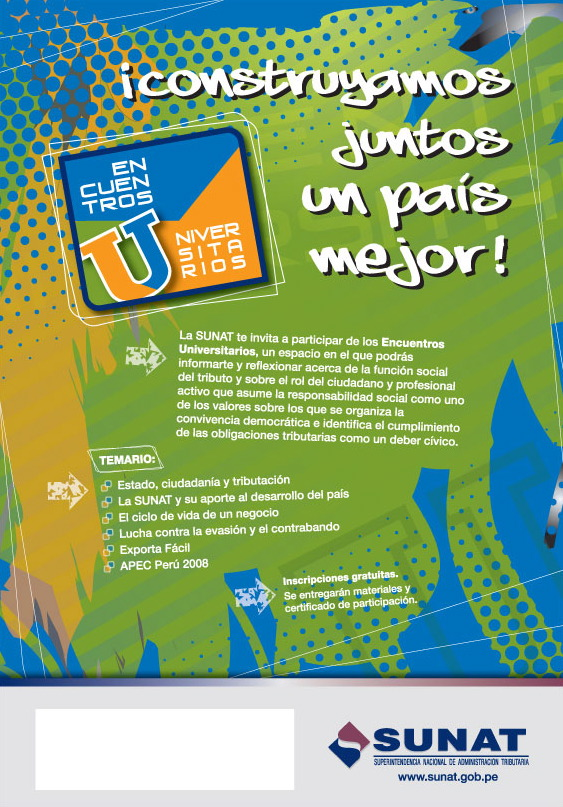 ¡construyamos
juntos
un país
mejor!
EN
CUEN
TROS
U
NIVER
SITA
RIOS
La SUNAT te invita a participar de los Encuentros
Universitarios, un espacio en el que podrás
informarte y reflexionar acerca de la función social
del tributo y sobre el rol del ciudadano y profesional
activo que asume la responsabilidad social como uno
de los valores sobre los que se organiza la
convivencia democrática e identifica el cumplimiento
de las obligaciones tributarias como un deber cívico.
TEMARIO:
Estado, ciudadanía y tributación
La SUNAT y su aporte al desarrollo del país
El ciclo de vida de un negocio
Lucha contra la evasión y el contrabando
Exporta Fácil
APEC Perú 2008
Inscripciones gratuitas.
Se entregarán materiales y
certificado de participación.
SUNAT
SUPERINTENDENCIA NACIONAL DE ADMINISTRACIÓN TRIBUTARIA
www.sunat.gob.pe